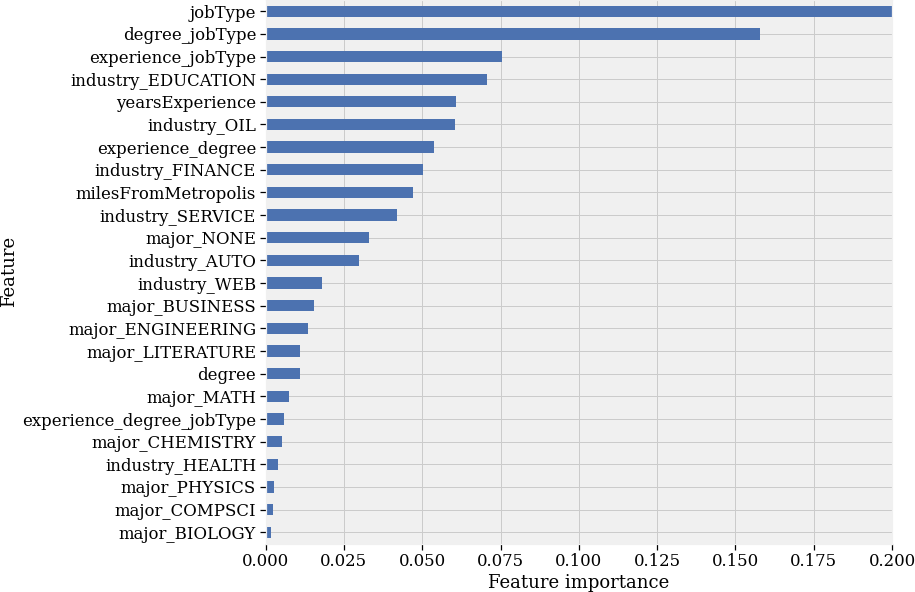 jobType
degree_jobType
experience_jobType
industry_EDUCATION
yearsExperience
industry_OIL
experience_degree
industry_FINANCE
milesFromMetropolis
industry_SERVICE
major_NONE
industry_AUTO
industry_WEB
major_BUSINESS
major_ENGINEERING
major_LITERATURE
degree
major_MATH
experience_degree_jobType
major_CHEMISTRY
industry_HEALTH
major_PHYSICS
major_COMPSCI
major_BIOLOGY
Feature
0.000 0.025 0.050 0.075 0.100 0.125 0.150 0.175 0.200
Feature importance